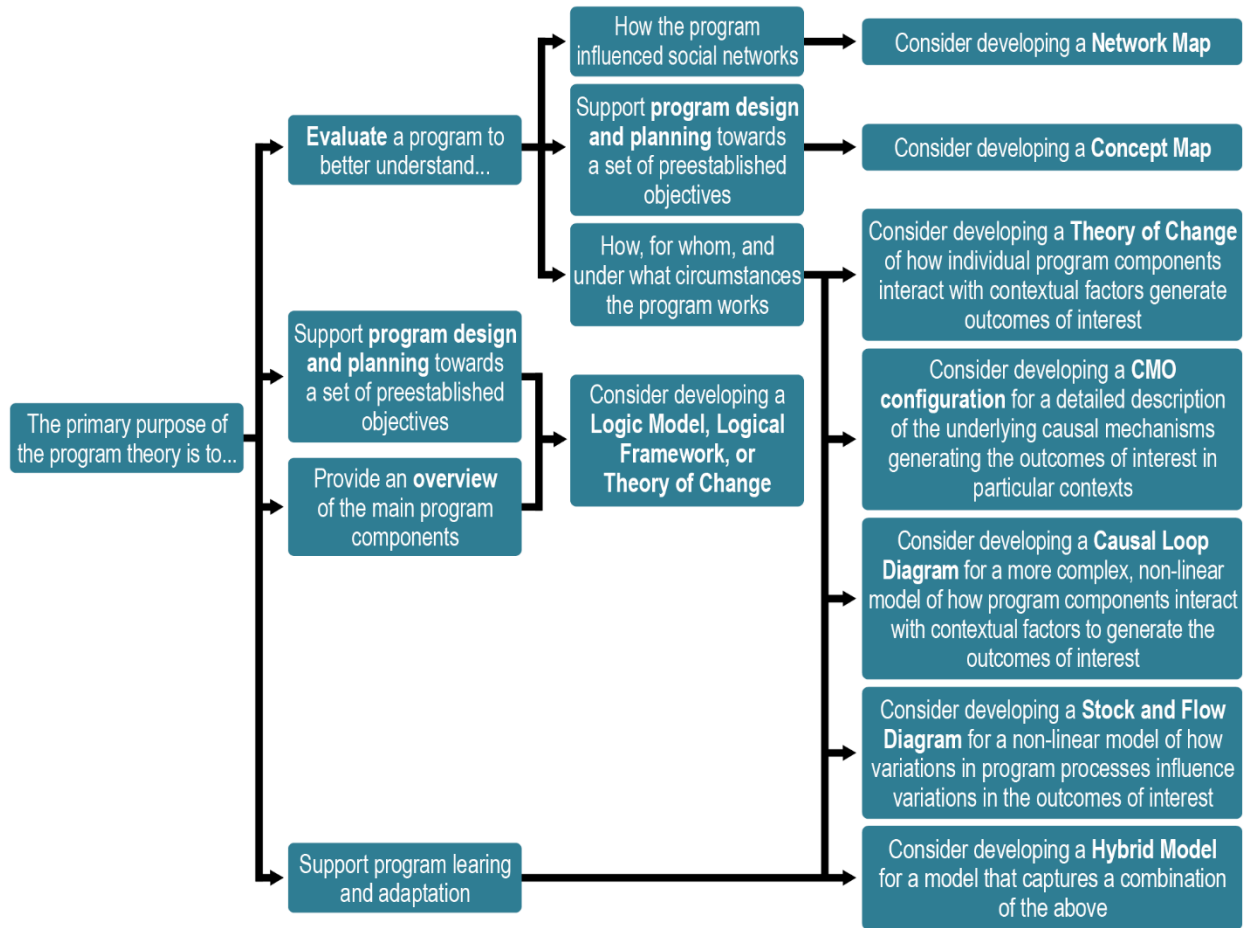 The primary purpose of
the program theory is to...
Evaluate a program to
better understand...
How the program
influenced social networks
Consider developing a Network Map
Support program design
and planning towards
a set of preestablished
objectives
Consider developing a Concept Map
How, for whom, and
under what circumstances
the program works
Consider developing a Theory of Change
of how individual program components
interact with contextual factors generate
outcomes of interest
Consider developing a CMO
configuration for a detailed description
of the underlying causal mechanisms
generating the outcomes of interest in
particular contexts
Consider developing a Causal Loop
Diagram for a more complex, non-linear
model of how program components interact
with contextual factors to generate the
outcomes of interest
Consider developing a Stock and Flow
Diagram for a non-linear model of how
variations in program processes influence
variations in the outcomes of interest
Consider developing a Hybrid Model
for a model that captures a combination
of the above
Support program design
and planning towards
a set of preestablished
objectives
Provide an overview
of the main program
components
Consider developing a
Logic Model, Logical
Framework, or
Theory of Change
Support program learing
and adaptation